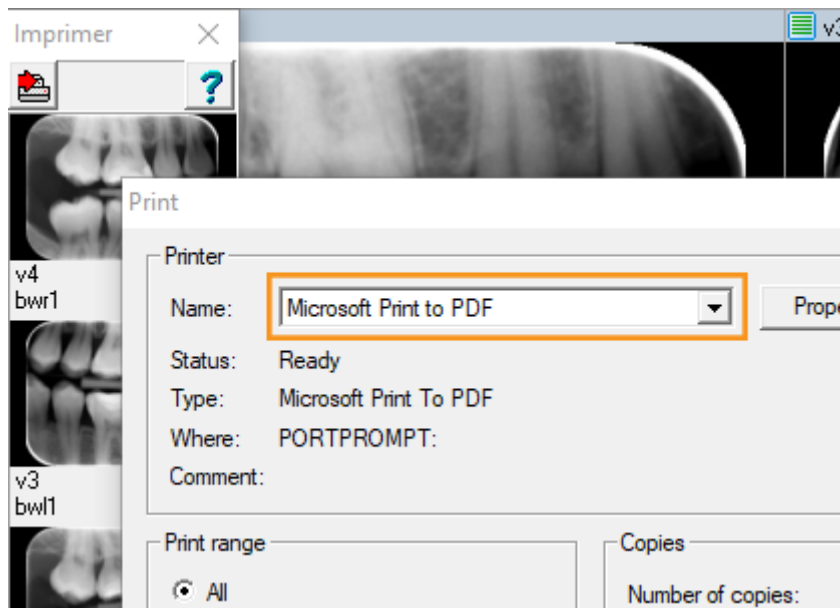 Imprimer
v3
?
v4
bwr1
v3
bwl1
Print
Printer
Name:
Microsoft Print to PDF
Prope
Status:
Ready
Type:
Microsoft Print To PDF
Where:
PORTPROMPT:
Comment:
Print range
All
Copies
Number of copies: